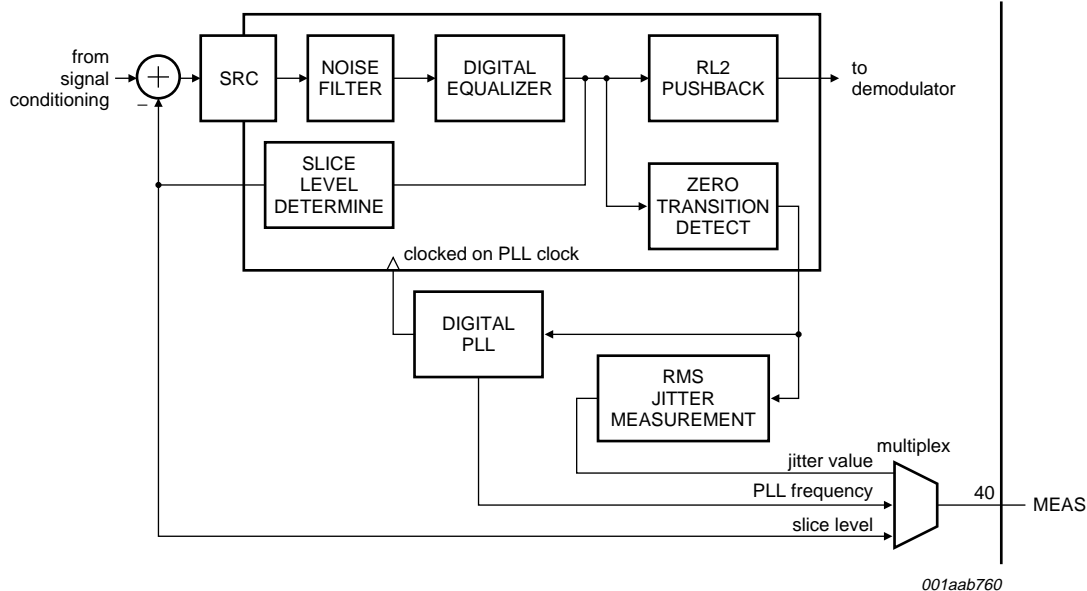 from
signal
conditioning
+
−
SRC
NOISE
FILTER
DIGITAL
EQUALIZER
RL2
PUSHBACK
to
demodulator
SLICE
LEVEL
DETERMINE
ZERO
TRANSITION
DETECT
clocked on PLL clock
DIGITAL
PLL
RMS
JITTER
MEASUREMENT
multiplex
jitter value
PLL frequency
slice level
40
MEAS
001aab760